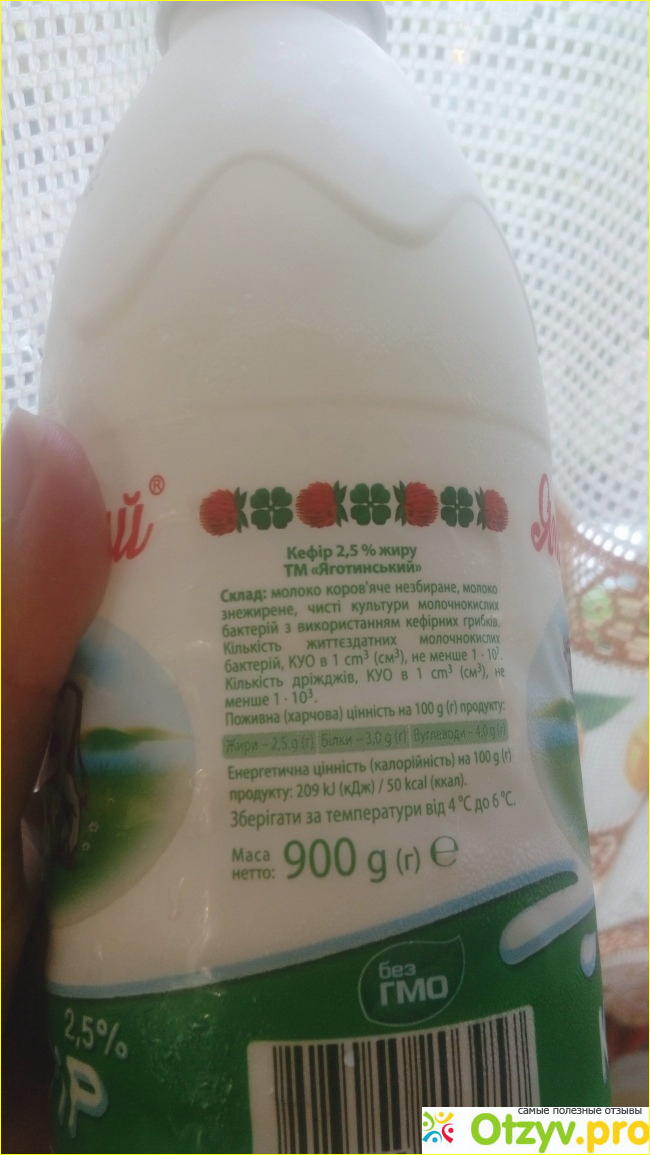 ий®
Яг
Кефір 2,5 % жиру
ТМ «Яготинський»
Склад: молоко коров'яче незбиране, молоко
знежирене, чисті культури молочнокислих
бактерій з використанням кефірних грибків.
Кількість життєздатних молочнокислих
бактерій, КУО в 1 cm³ (см³), не менше 1 · 10⁷.
Кількість дріжджів, КУО в 1 cm³ (см³), не
менше 1 · 10³.
Поживна (харчова) цінність на 100 g (г) продукту:
Жири – 2,5 g (г) Білки – 3,0 g (г) Вуглеводи – 4,0 g (г)
Енергетична цінність (калорійність) на 100 g (г)
продукту: 209 kJ (кДж) / 50 kcal (ккал).
Зберігати за температури від 4 °C до 6 °C.
Маса
нетто: 900 g (г) ℮
без
ГМО
2,5%
ІР
самые полезные отзывы
Otzyv.pro